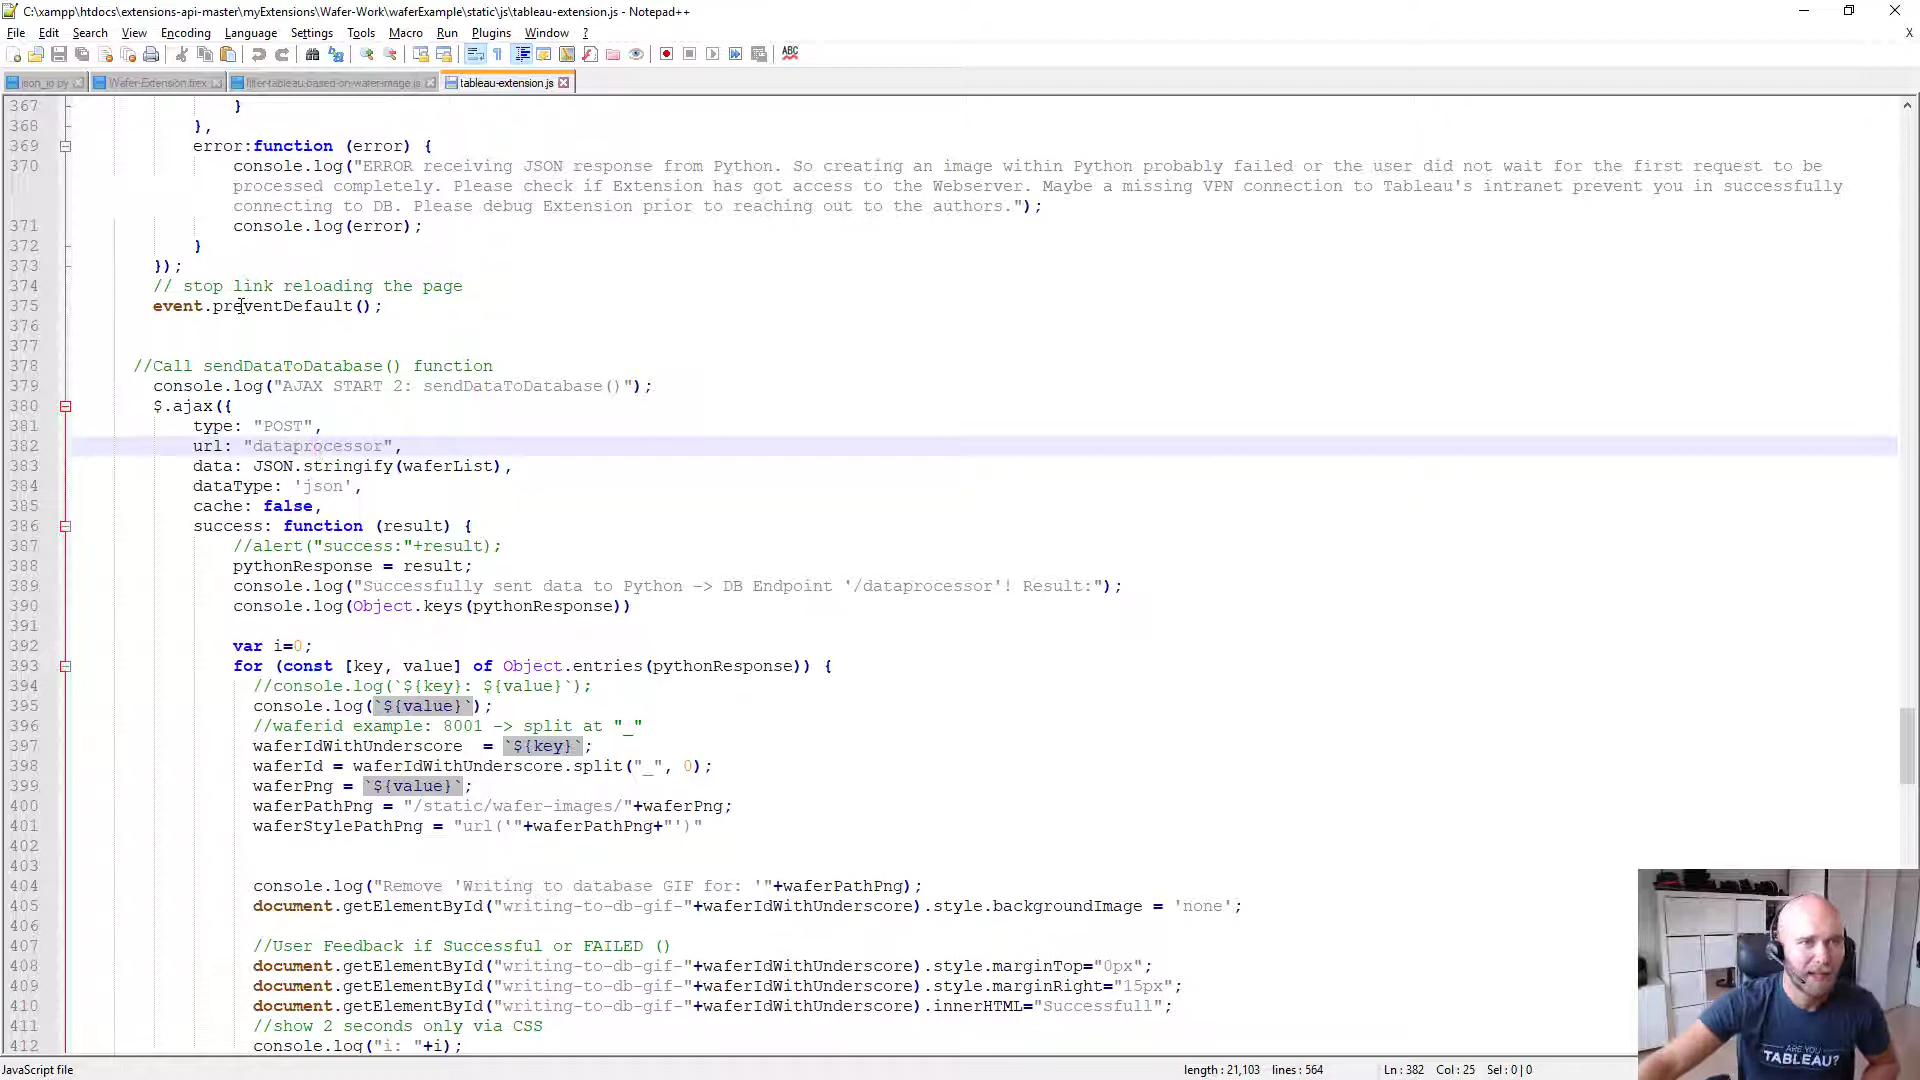 C:\xampp\htdocs\extensions-api-master\myExtensions\Wafer-Work\waferExample\static\js\tableau-extension.js - Notepad++
File Edit Search View Encoding Language Settings Tools Macro Run Plugins Window ?
X
ABC
json_io.py Wafer-Extension.trex filter-tableau-based-on-wafer-image.js tableau-extension.js
367 }
368 },
369 error:function (error) {
370 console.log("ERROR receiving JSON response from Python. So creating an image within Python probably failed or the user did not wait for the first request to be
processed completely. Please check if Extension has got access to the Webserver. Maybe a missing VPN connection to Tableau's intranet prevent you in successfully
connecting to DB. Please debug Extension prior to reaching out to the authors.");
371 console.log(error);
372 }
373 });
374 // stop link reloading the page
375 event.preventDefault();
376
377
378 //Call sendDataToDatabase() function
379 console.log("AJAX START 2: sendDataToDatabase()");
380 $.ajax({
381 type: "POST",
382 url: "dataprocessor",
383 data: JSON.stringify(waferList),
384 dataType: 'json',
385 cache: false,
386 success: function (result) {
387 //alert("success:"+result);
388 pythonResponse = result;
389 console.log("Successfully sent data to Python -> DB Endpoint '/dataprocessor'! Result:");
390 console.log(Object.keys(pythonResponse))
391
392 var i=0;
393 for (const [key, value] of Object.entries(pythonResponse)) {
394 //console.log(`${key}: ${value}`);
395 console.log(`${value}`);
396 //waferid example: 8001 -> split at "_"
397 waferIdWithUnderscore = `${key}`;
398 waferId = waferIdWithUnderscore.split("_", 0);
399 waferPng = `${value}`;
400 waferPathPng = "/static/wafer-images/"+waferPng;
401 waferStylePathPng = "url('"+waferPathPng+"')"
402
403
404 console.log("Remove 'Writing to database GIF for: '"+waferPathPng);
405 document.getElementById("writing-to-db-gif-"+waferIdWithUnderscore).style.backgroundImage = 'none';
406
407 //User Feedback if Successful or FAILED ()
408 document.getElementById("writing-to-db-gif-"+waferIdWithUnderscore).style.marginTop="0px";
409 document.getElementById("writing-to-db-gif-"+waferIdWithUnderscore).style.marginRight="15px";
410 document.getElementById("writing-to-db-gif-"+waferIdWithUnderscore).innerHTML="Successfull";
411 //show 2 seconds only via CSS
412 console.log("i: "+i);
ARE YOU
TABLEAU?
JavaScript file length : 21,103 lines : 564 Ln : 382 Col : 25 Sel : 0 | 0